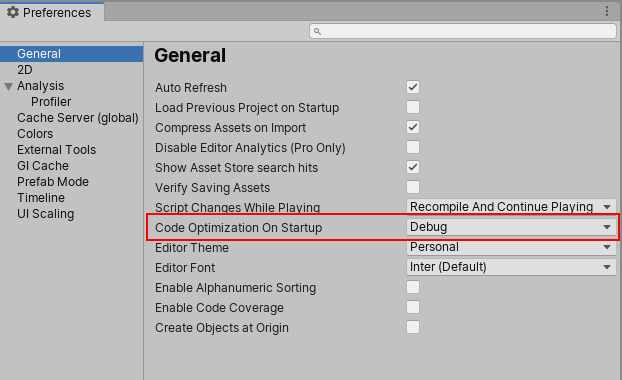 Preferences
General
2D
Analysis
Profiler
Cache Server (global)
Colors
External Tools
GI Cache
Prefab Mode
Timeline
UI Scaling
General
Auto Refresh
Load Previous Project on Startup
Compress Assets on Import
Disable Editor Analytics (Pro Only)
Show Asset Store search hits
Verify Saving Assets
Script Changes While Playing Recompile And Continue Playing
Code Optimization On Startup Debug
Editor Theme Personal
Editor Font Inter (Default)
Enable Alphanumeric Sorting
Enable Code Coverage
Create Objects at Origin